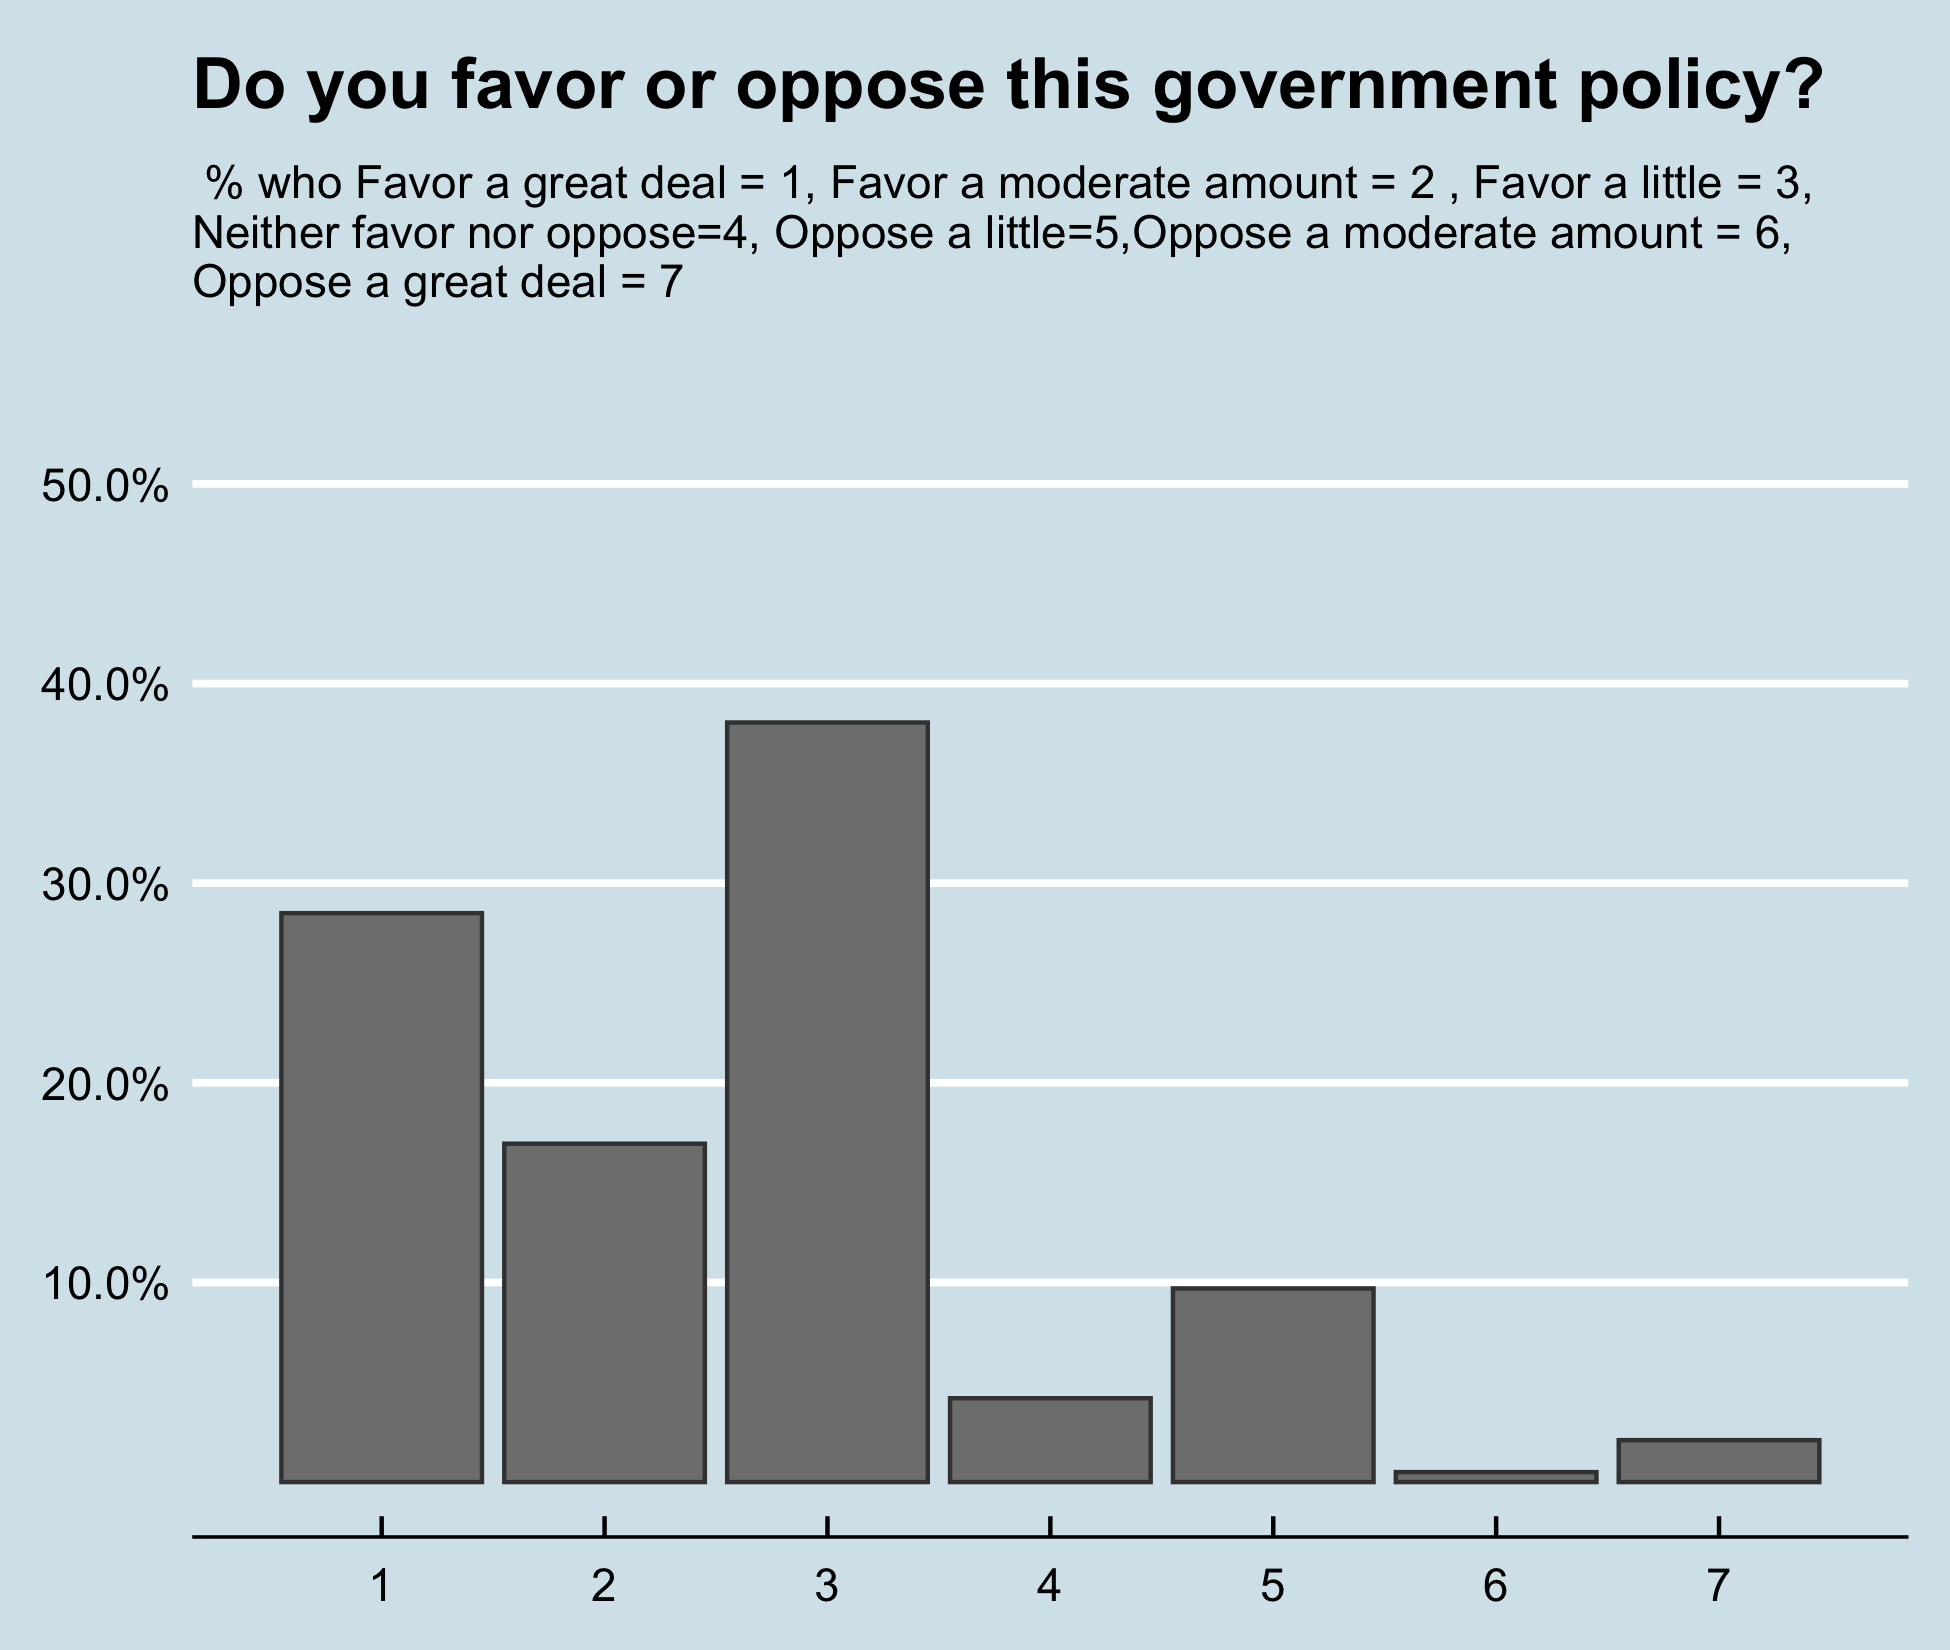 Do you favor or oppose this government policy?
% who Favor a great deal = 1, Favor a moderate amount = 2 , Favor a little = 3,
Neither favor nor oppose=4, Oppose a little=5,Oppose a moderate amount = 6,
Oppose a great deal = 7
50.0%
40.0%
30.0%
20.0%
10.0%
1 2 3 4 5 6 7